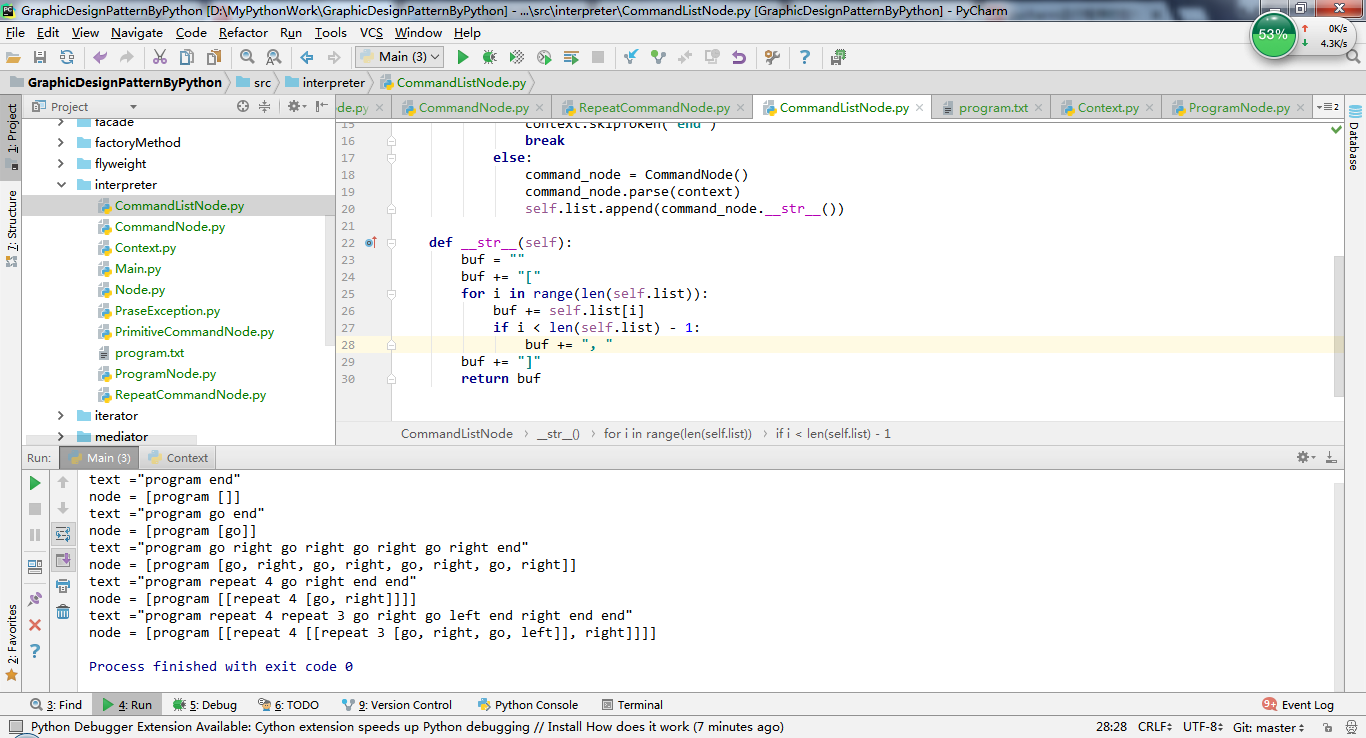 GraphicDesignPatternByPython [D:\MyPythonWork\GraphicDesignPatternByPython] - ...\src\interpreter\CommandListNode.py [GraphicDesignPatternByPython] - PyCharm
File Edit View Navigate Code Refactor Run Tools VCS Window Help
53%
0K/s
4.3K/s
Main (3)
GraphicDesignPatternByPython src interpreter CommandListNode.py
1: Project
7: Structure
2: Favorites
Database
Project
de.py CommandNode.py RepeatCommandNode.py CommandListNode.py program.txt Context.py ProgramNode.py 2
facade
factoryMethod
flyweight
interpreter
CommandListNode.py
CommandNode.py
Context.py
Main.py
Node.py
PraseException.py
PrimitiveCommandNode.py
program.txt
ProgramNode.py
RepeatCommandNode.py
iterator
mediator
15 context.skipToken("end")
16 break
17 else:
18 command_node = CommandNode()
19 command_node.parse(context)
20 self.list.append(command_node.__str__())
21
22 def __str__(self):
23 buf = ""
24 buf += "["
25 for i in range(len(self.list)):
26 buf += self.list[i]
27 if i < len(self.list) - 1:
28 buf += ", "
29 buf += "]"
30 return buf
CommandListNode › __str__() › for i in range(len(self.list)) › if i < len(self.list) - 1
Run: Main (3) Context
text ="program end"
node = [program []]
text ="program go end"
node = [program [go]]
text ="program go right go right go right go right end"
node = [program [go, right, go, right, go, right, go, right]]
text ="program repeat 4 go right end end"
node = [program [[repeat 4 [go, right]]]]
text ="program repeat 4 repeat 3 go right go left end right end end"
node = [program [[repeat 4 [[repeat 3 [go, right, go, left]], right]]]]
Process finished with exit code 0
3: Find 4: Run 5: Debug 6: TODO 9: Version Control Python Console Terminal 9+ Event Log
Python Debugger Extension Available: Cython extension speeds up Python debugging // Install How does it work (7 minutes ago) 28:28 CRLF UTF-8 Git: master